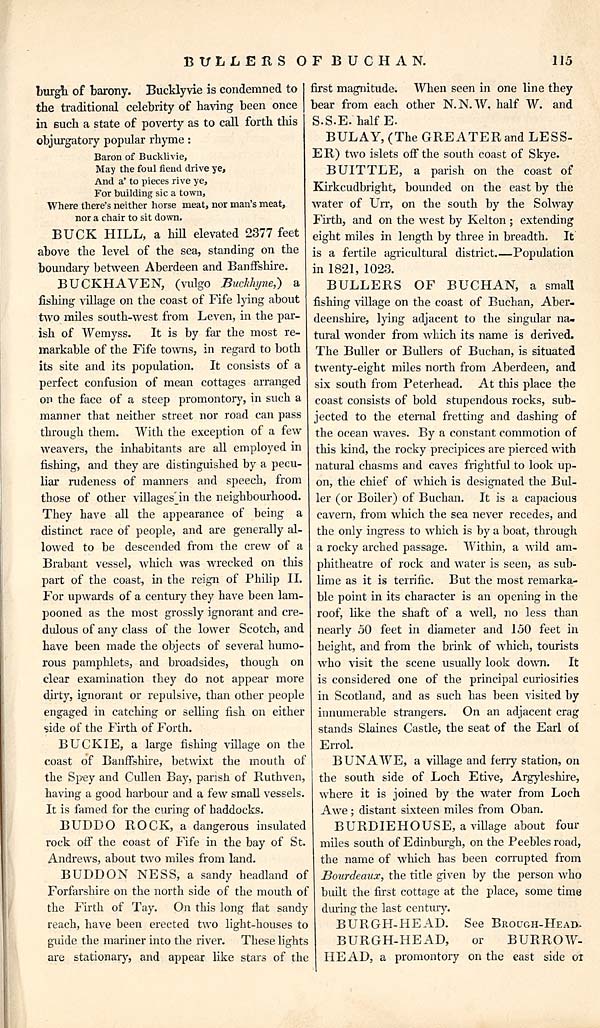 BULLERS OF BUCHAN.
115
burgh of barony. Bucklyvie is condemned to
the traditional celebrity of having been once
in such a state of poverty as to call forth this
objurgatory popular rhyme :
Baron of Bucklivie,
May the foul fiend drive ye,
And a' to pieces rive ye,
For building sic a town,
Where there's neither horse meat, nor man's meat,
nor a chair to sit down.
BUCK HILL, a hill elevated 2377 feet
above the level of the sea, standing on the
boundary between Aberdeen and Banffshire.
BUCKHAVEN, (vulgo Buckhyne,) a
fishing village on the coast of Fife lying about
two miles south-west from Leven, in the par-
ish of Wemyss. It is by far the most re-
markable of the Fife towns, in regard to both
its site and its population. It consists of a
perfect confusion of mean cottages arranged
on the face of a steep promontory, in such a
manner that neither street nor road can pass
through them. With the exception of a few
weavers, the inhabitants are all employed in
fishing, and they are distinguished by a pecu-
liar rudeness of manners and speech, from
those of other villages in the neighbourhood.
They have all the appearance of being a
distinct race of people, and are generally al-
lowed to be descended from the crew of a
Brabant vessel, which was wrecked on this
part of the coast, in the reign of Philip II.
For upwards of a century they have been lam-
pooned as the most grossly ignorant and cre-
dulous of any class of the lower Scotch, and
have been made the objects of several humo-
rous pamphlets, and broadsides, though on
clear examination they do not appear more
dirty, ignorant or repulsive, than other people
engaged in catching or selling fish on either
side of the Firth of Forth.
BUCKIE, a large fishing village on the
coast of Banffshire, betwixt the mouth of
the Spey and Cullen Bay, parish of Ruthven,
having a good harbour and a few small vessels.
It is famed for the curing of haddocks.
BUDDO ROCK, a dangerous insulated
rock off the coast of Fife in the bay of St.
Andrews, about two miles from land.
BUDDON NESS, a sandy headland of
Forfarshire on the north side of the mouth of
the Firth of Tay. On this long flat sandy
reach, have been erected two light-houses to
guide the mariner into the river. These lights
are stationary, and appear like stars of the
first magnitude. When seen in one line they
bear from each other N.N.W. half W. and
S.S.E. half E.
BULAY, (The GREATER and LESS-
ER) two islets off the south coast of Skye.
BUITTLE, a parish on the coast of
Kirkcudbright, bounded on the east by the
water of Urr, on the south by the Solway
Firth, and on the west by Kelton ; extending
eight miles in length by three in breadth. It
is a fertile agricultural district.—Population
in 1821, 1023.
BULLERS OF BUCHAN, a small
fishing village on the coast of Buchan, Aber-
deenshire, lying adjacent to the singular na-
tural wonder from which its name is derived.
The Buller or Bullers of Buchan, is situated
twenty-eight miles north from Aberdeen, and
six south from Peterhead. At this place the
coast consists of bold stupendous rocks, sub-
jected to the eternal fretting and dashing of
the ocean waves. By a constant commotion of
this kind, the rocky precipices are pierced with
natural chasms and caves frightful to look up-
on, the chief of which is designated the Bul-
ler (or Boiler) of Buchan. It is a capacious
cavern, from which the sea never recedes, and
the only ingress to which is by a boat, through
a rocky arched passage. Within, a wild am-
phitheatre of rock and water is seen, as sub-
lime as it is terrific. But the most remarka-
ble point in its character is an opening in the
roof, like the shaft of a well, no less than
nearly 50 feet in diameter and 150 feet in
height, and from the brink of which, tourists
who visit the scene usually look down. It
is considered one of the principal curiosities
in Scotland, and as such has been visited by
innumerable strangers. On an adjacent crag
stands Slaines Castle, the seat of the Earl of
Errol.
BUNAWE, a village and ferry station, on
the south side of Loch Etive, Argyleshire,
where it is joined by the water from Loch
Awe ; distant sixteen miles from Oban.
BURDIEHOUSE, a village about four
miles south of Edinburgh, on the Peebles road,
the name of which has been corrupted from
Bourdeaux, the title given by the person who
built the first cottage at the place, some time
during the last century.
BURGH-HEAD. See BROUGH-HEAD.
BURGH-HEAD, or BURROW-
HEAD, a promontory on the east side of